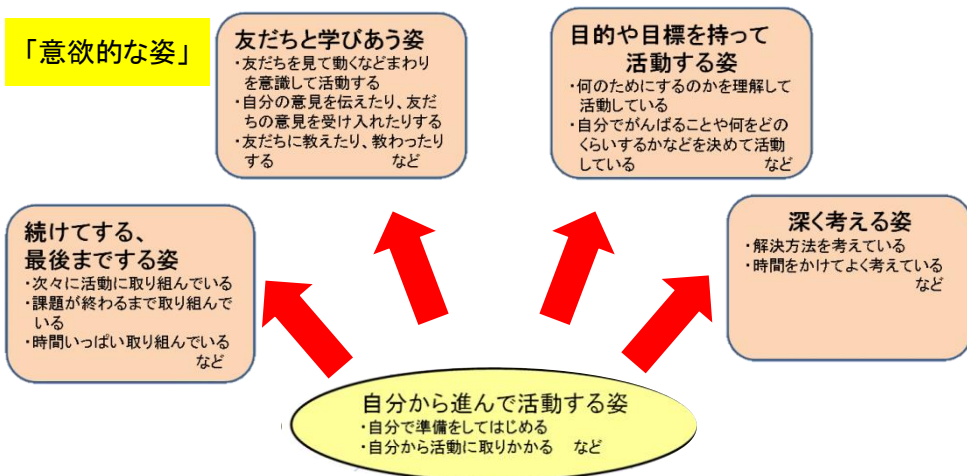 「意欲的な姿」
友だちと学びあう姿
・友だちを見て動くなどまわり
を意識して活動する
・自分の意見を伝えたり、友だ
ちの意見を受け入れたりする
・友だちに教えたり、教わったり
する など
目的や目標を持って
活動する姿
・何のためにするのかを理解して
活動している
・自分でがんばることや何をどの
くらいするかなどを決めて活動
している など
続けてする、
最後までする姿
・次々に活動に取り組んでいる
・課題が終わるまで取り組んで
いる
・時間いっぱい取り組んでいる
など
深く考える姿
・解決方法を考えている
・時間をかけてよく考えている
など
自分から進んで活動する姿
・自分で準備をしてはじめる
・自分から活動に取りかかる など